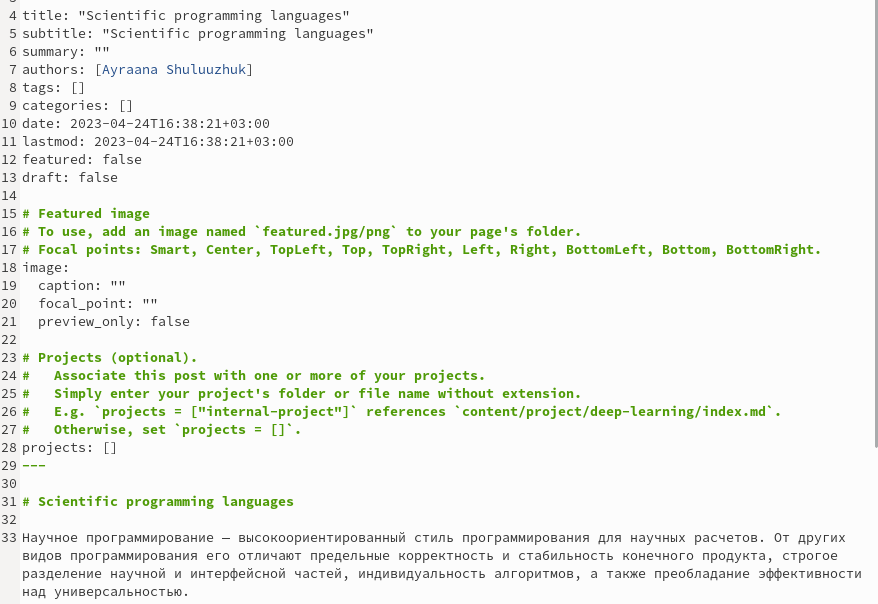 4 title: "Scientific programming languages"
5 subtitle: "Scientific programming languages"
6 summary: ""
7 authors: [Ayraana Shuluuzhuk]
8 tags: []
9 categories: []
10 date: 2023-04-24T16:38:21+03:00
11 lastmod: 2023-04-24T16:38:21+03:00
12 featured: false
13 draft: false
14
15 # Featured image
16 # To use, add an image named `featured.jpg/png` to your page's folder.
17 # Focal points: Smart, Center, TopLeft, Top, TopRight, Left, Right, BottomLeft, Bottom, BottomRight.
18 image:
19   caption: ""
20   focal_point: ""
21   preview_only: false
22
23 # Projects (optional).
24 #   Associate this post with one or more of your projects.
25 #   Simply enter your project's folder or file name without extension.
26 #   E.g. `projects = ["internal-project"]` references `content/project/deep-learning/index.md`.
27 #   Otherwise, set `projects = []`.
28 projects: []
29 ---
30
31 # Scientific programming languages
32
33 Научное программирование — высокоориентированный стиль программирования для научных расчетов. От других
видов программирования его отличают предельные корректность и стабильность конечного продукта, строгое
разделение научной и интерфейсной частей, индивидуальность алгоритмов, а также преобладание эффективности
над универсальностью.